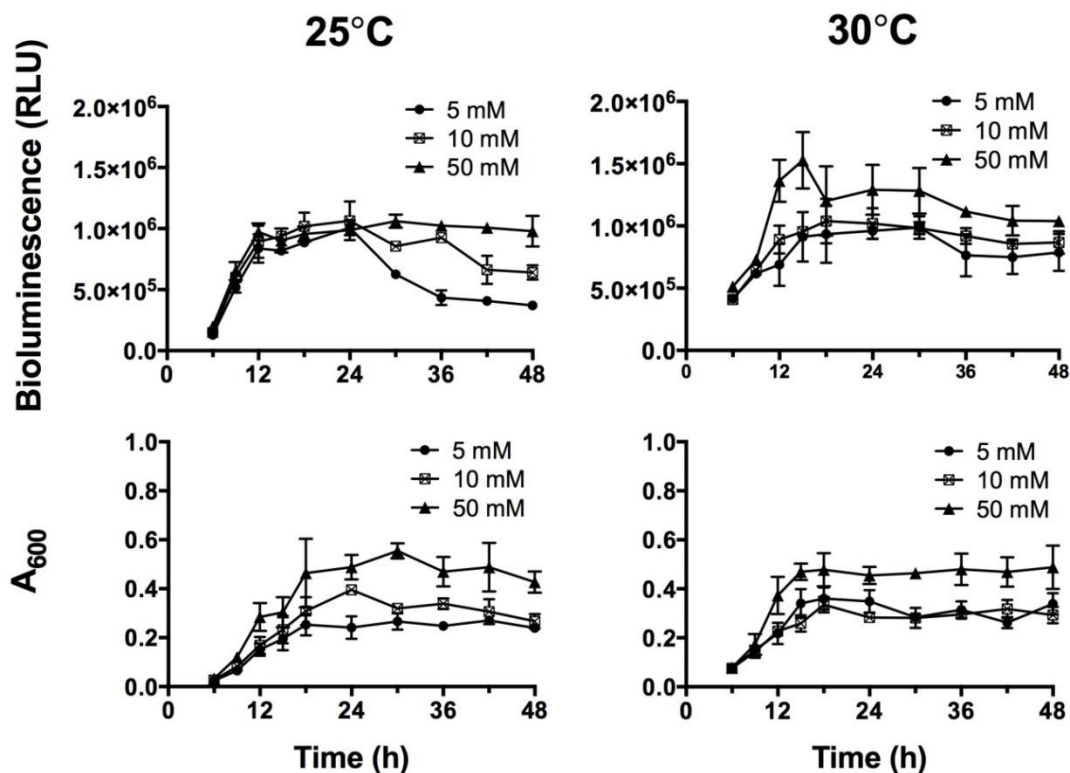 25°C
30°C
Bioluminescence (RLU)
2.0×10⁶
1.5×10⁶
1.0×10⁶
5.0×10⁵
0.0
5 mM
10 mM
50 mM
0 12 24 36 48
2.0×10⁶
1.5×10⁶
1.0×10⁶
5.0×10⁵
0.0
5 mM
10 mM
50 mM
0 12 24 36 48
A₆₀₀
1.0
0.8
0.6
0.4
0.2
0.0
5 mM
10 mM
50 mM
0 12 24 36 48
Time (h)
1.0
0.8
0.6
0.4
0.2
0.0
5 mM
10 mM
50 mM
0 12 24 36 48
Time (h)